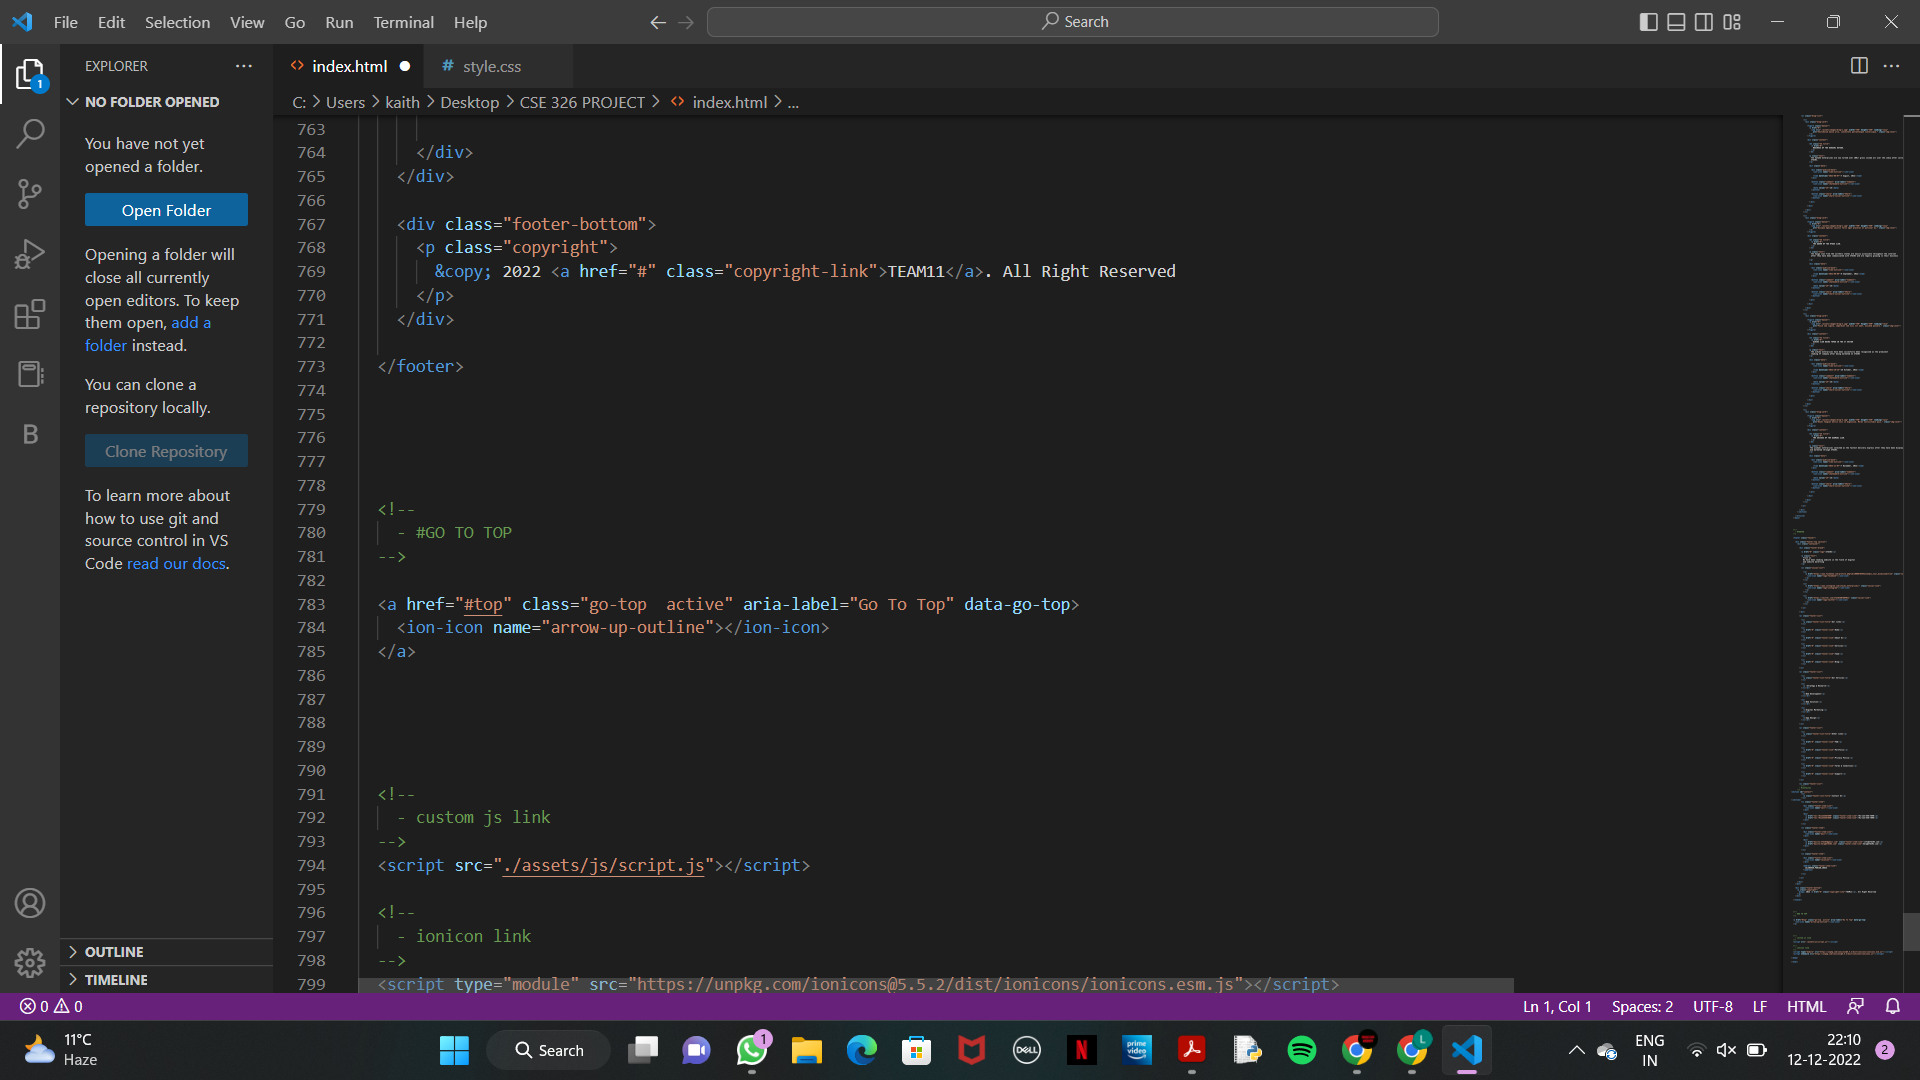 File Edit Selection View Go Run Terminal Help
Search
EXPLORER
1
NO FOLDER OPENED
You have not yet
opened a folder.
Open Folder
Opening a folder will
close all currently
open editors. To keep
them open, add a
folder instead.
You can clone a
repository locally.
Clone Repository
To learn more about
how to use git and
source control in VS
Code read our docs.
OUTLINE
TIMELINE
index.html
# style.css
C: > Users > kaith > Desktop > CSE 326 PROJECT > <> index.html > ...
763
764 </div>
765 </div>
766
767 <div class="footer-bottom">
768 <p class="copyright">
769 &copy; 2022 <a href="#" class="copyright-link">TEAM11</a>. All Right Reserved
770 </p>
771 </div>
772
773 </footer>
774
775
776
777
778
779 <!--
780 - #GO TO TOP
781 -->
782
783 <a href="#top" class="go-top  active" aria-label="Go To Top" data-go-top>
784 <ion-icon name="arrow-up-outline"></ion-icon>
785 </a>
786
787
788
789
790
791 <!--
792 - custom js link
793 -->
794 <script src="./assets/js/script.js"></script>
795
796 <!--
797 - ionicon link
798 -->
799 <script type="module" src="https://unpkg.com/ionicons@5.5.2/dist/ionicons/ionicons.esm.js"></script>
0 0
Ln 1, Col 1 Spaces: 2 UTF-8 LF HTML
11°C
Haze
Search
1
DELL
N
prime
video
L
ENG
IN
22:10
12-12-2022
2